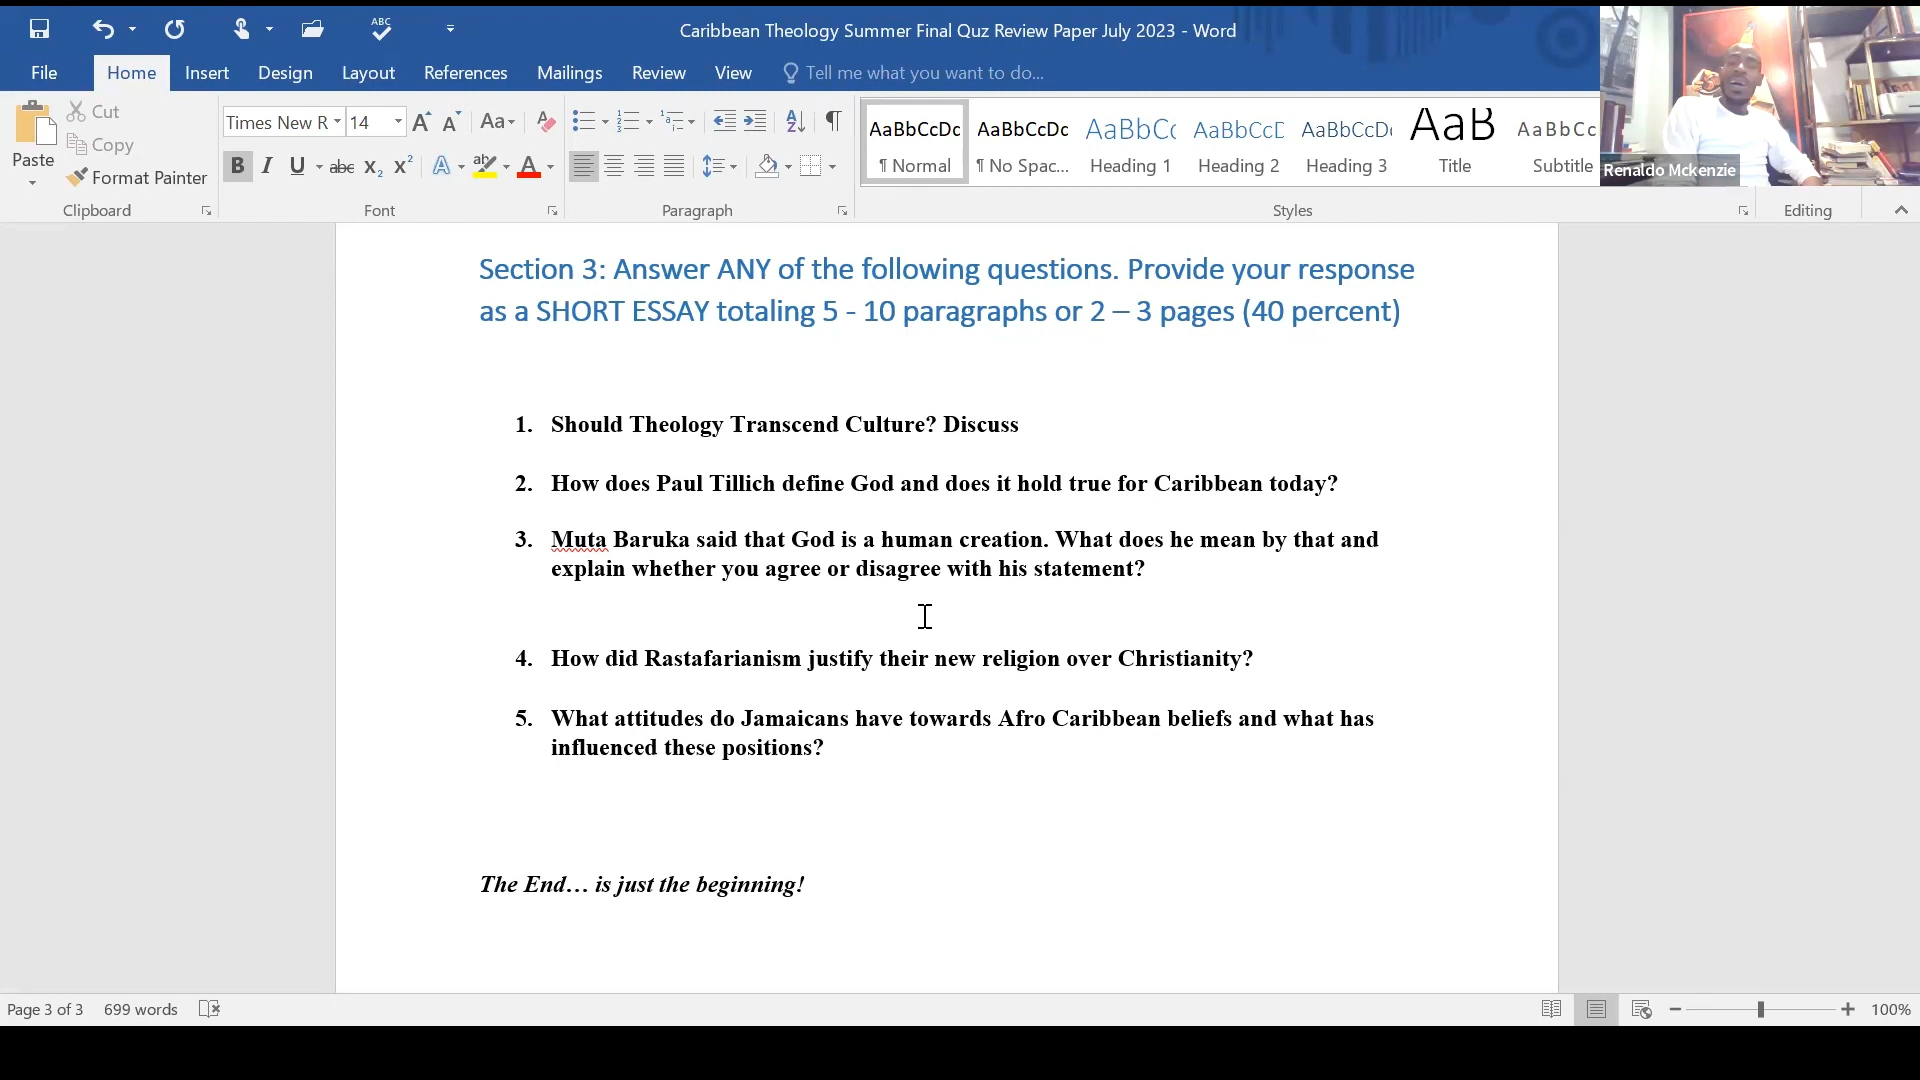 ABC
Caribbean Theology Summer Final Quz Review Paper July 2023 - Word
File Home Insert Design Layout References Mailings Review View Tell me what you want to do...
Paste
Cut
Copy
Format Painter
Clipboard
Times New R 14
Aa
B I U abc X₂ X² A ab A
Font
Paragraph
AaBbCcDc AaBbCcDc AaBbCc AaBbCcD AaBbCcDc AaB AaBbCc
¶ Normal ¶ No Spac... Heading 1 Heading 2 Heading 3 Title Subtitle
Styles
Editing
Renaldo Mckenzie
Section 3: Answer ANY of the following questions. Provide your response
as a SHORT ESSAY totaling 5 - 10 paragraphs or 2 – 3 pages (40 percent)
1. Should Theology Transcend Culture? Discuss
2. How does Paul Tillich define God and does it hold true for Caribbean today?
3. Muta Baruka said that God is a human creation. What does he mean by that and
explain whether you agree or disagree with his statement?
4. How did Rastafarianism justify their new religion over Christianity?
5. What attitudes do Jamaicans have towards Afro Caribbean beliefs and what has
influenced these positions?
The End… is just the beginning!
Page 3 of 3 699 words
100%